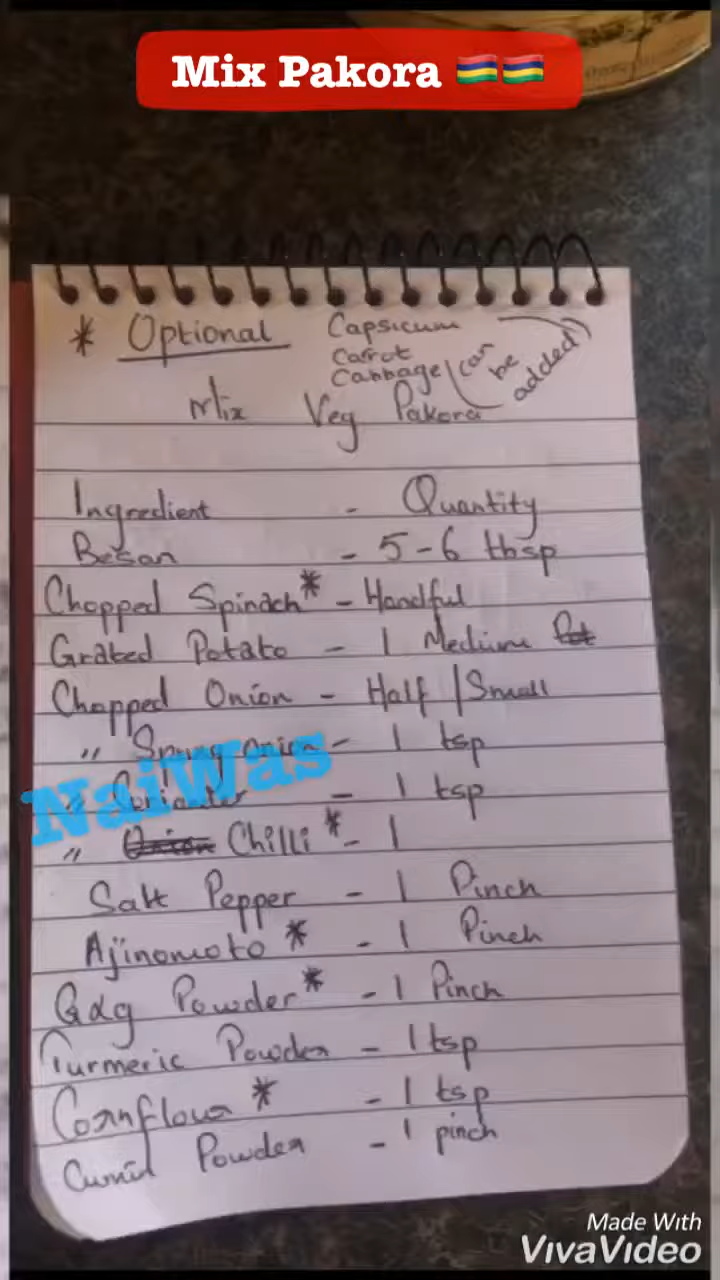 Mix Pakora 🇲🇺🇲🇺
* Optional
Capsicum
Carrot
Cabbage (can be added)
Mix Veg Pakora
Ingredient - Quantity
Besan - 5-6 tbsp
Chopped Spinach* - Handful
Grated Potato - 1 Medium
Chopped Onion - Half / Small
" Spring onion - 1 tsp
" - 1 tsp
NaiWas
" Chilli * - 1
Salt Pepper - 1 Pinch
Ajinomoto * - 1 Pinch
G&g Powder* - 1 Pinch
Turmeric Powder - 1 tsp
Cornflour * - 1 tsp
Cumin Powder - 1 pinch
Made With
VivaVideo